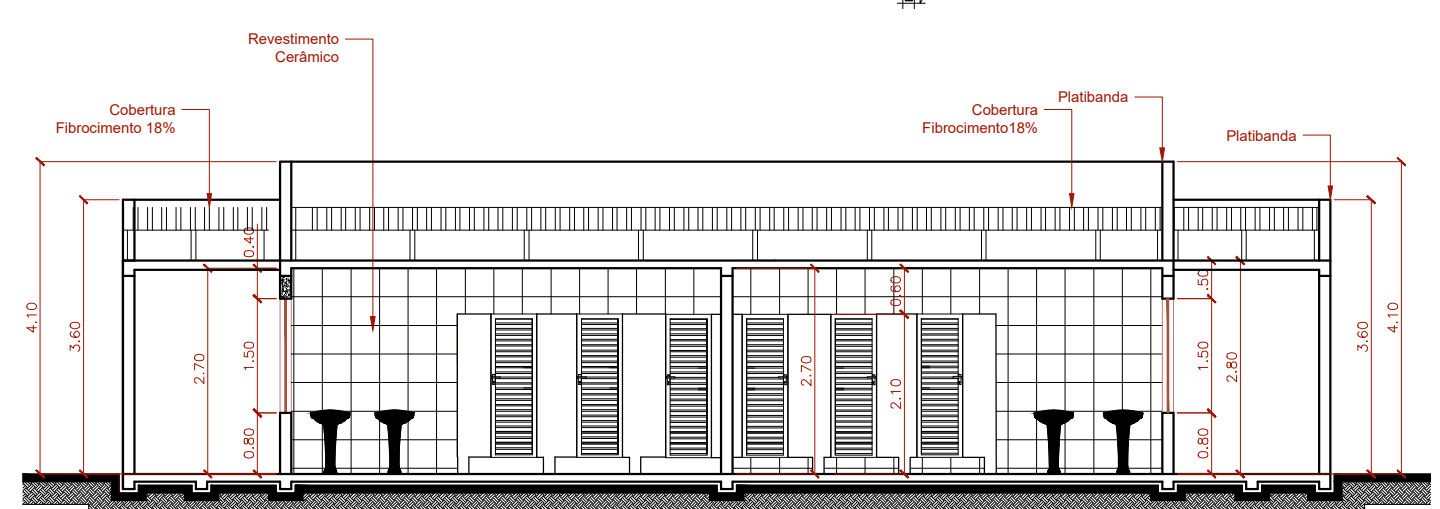 Revestimento
Cerâmico
Cobertura
Fibrocimento 18%
Cobertura
Fibrocimento18%
Platibanda
Platibanda
4.10
3.60
2.70
0.40
1.50
0.80
2.70
0.60
2.10
.50
1.50
0.80
2.80
3.60
4.10